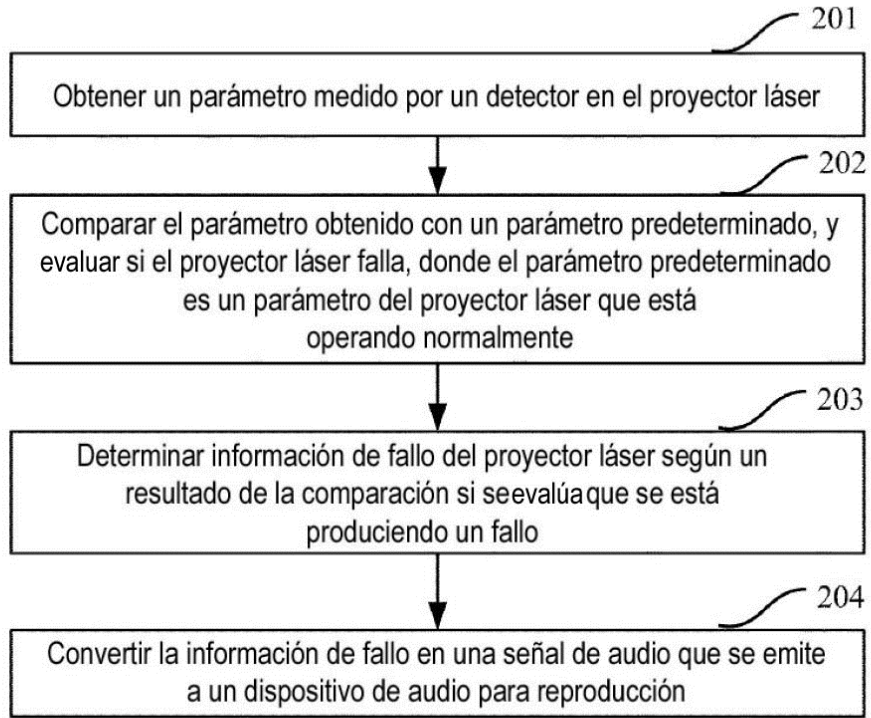 201
Obtener un parámetro medido por un detector en el proyector láser
202
Comparar el parámetro obtenido con un parámetro predeterminado, y
evaluar si el proyector láser falla, donde el parámetro predeterminado
es un parámetro del proyector láser que está
operando normalmente
203
Determinar información de fallo del proyector láser según un
resultado de la comparación si se evalúa que se está
produciendo un fallo
204
Convertir la información de fallo en una señal de audio que se emite
a un dispositivo de audio para reproducción